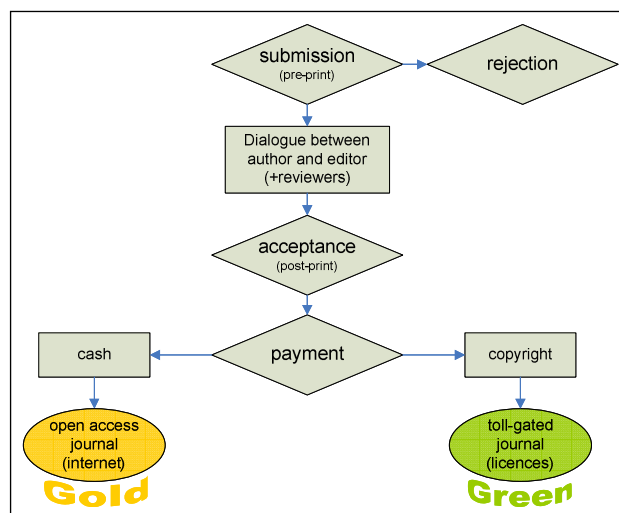 submission
(pre-print)
rejection
Dialogue between
author and editor
(+reviewers)
acceptance
(post-print)
payment
cash
copyright
open access
journal
(internet)
toll-gated
journal
(licences)
Gold
Green